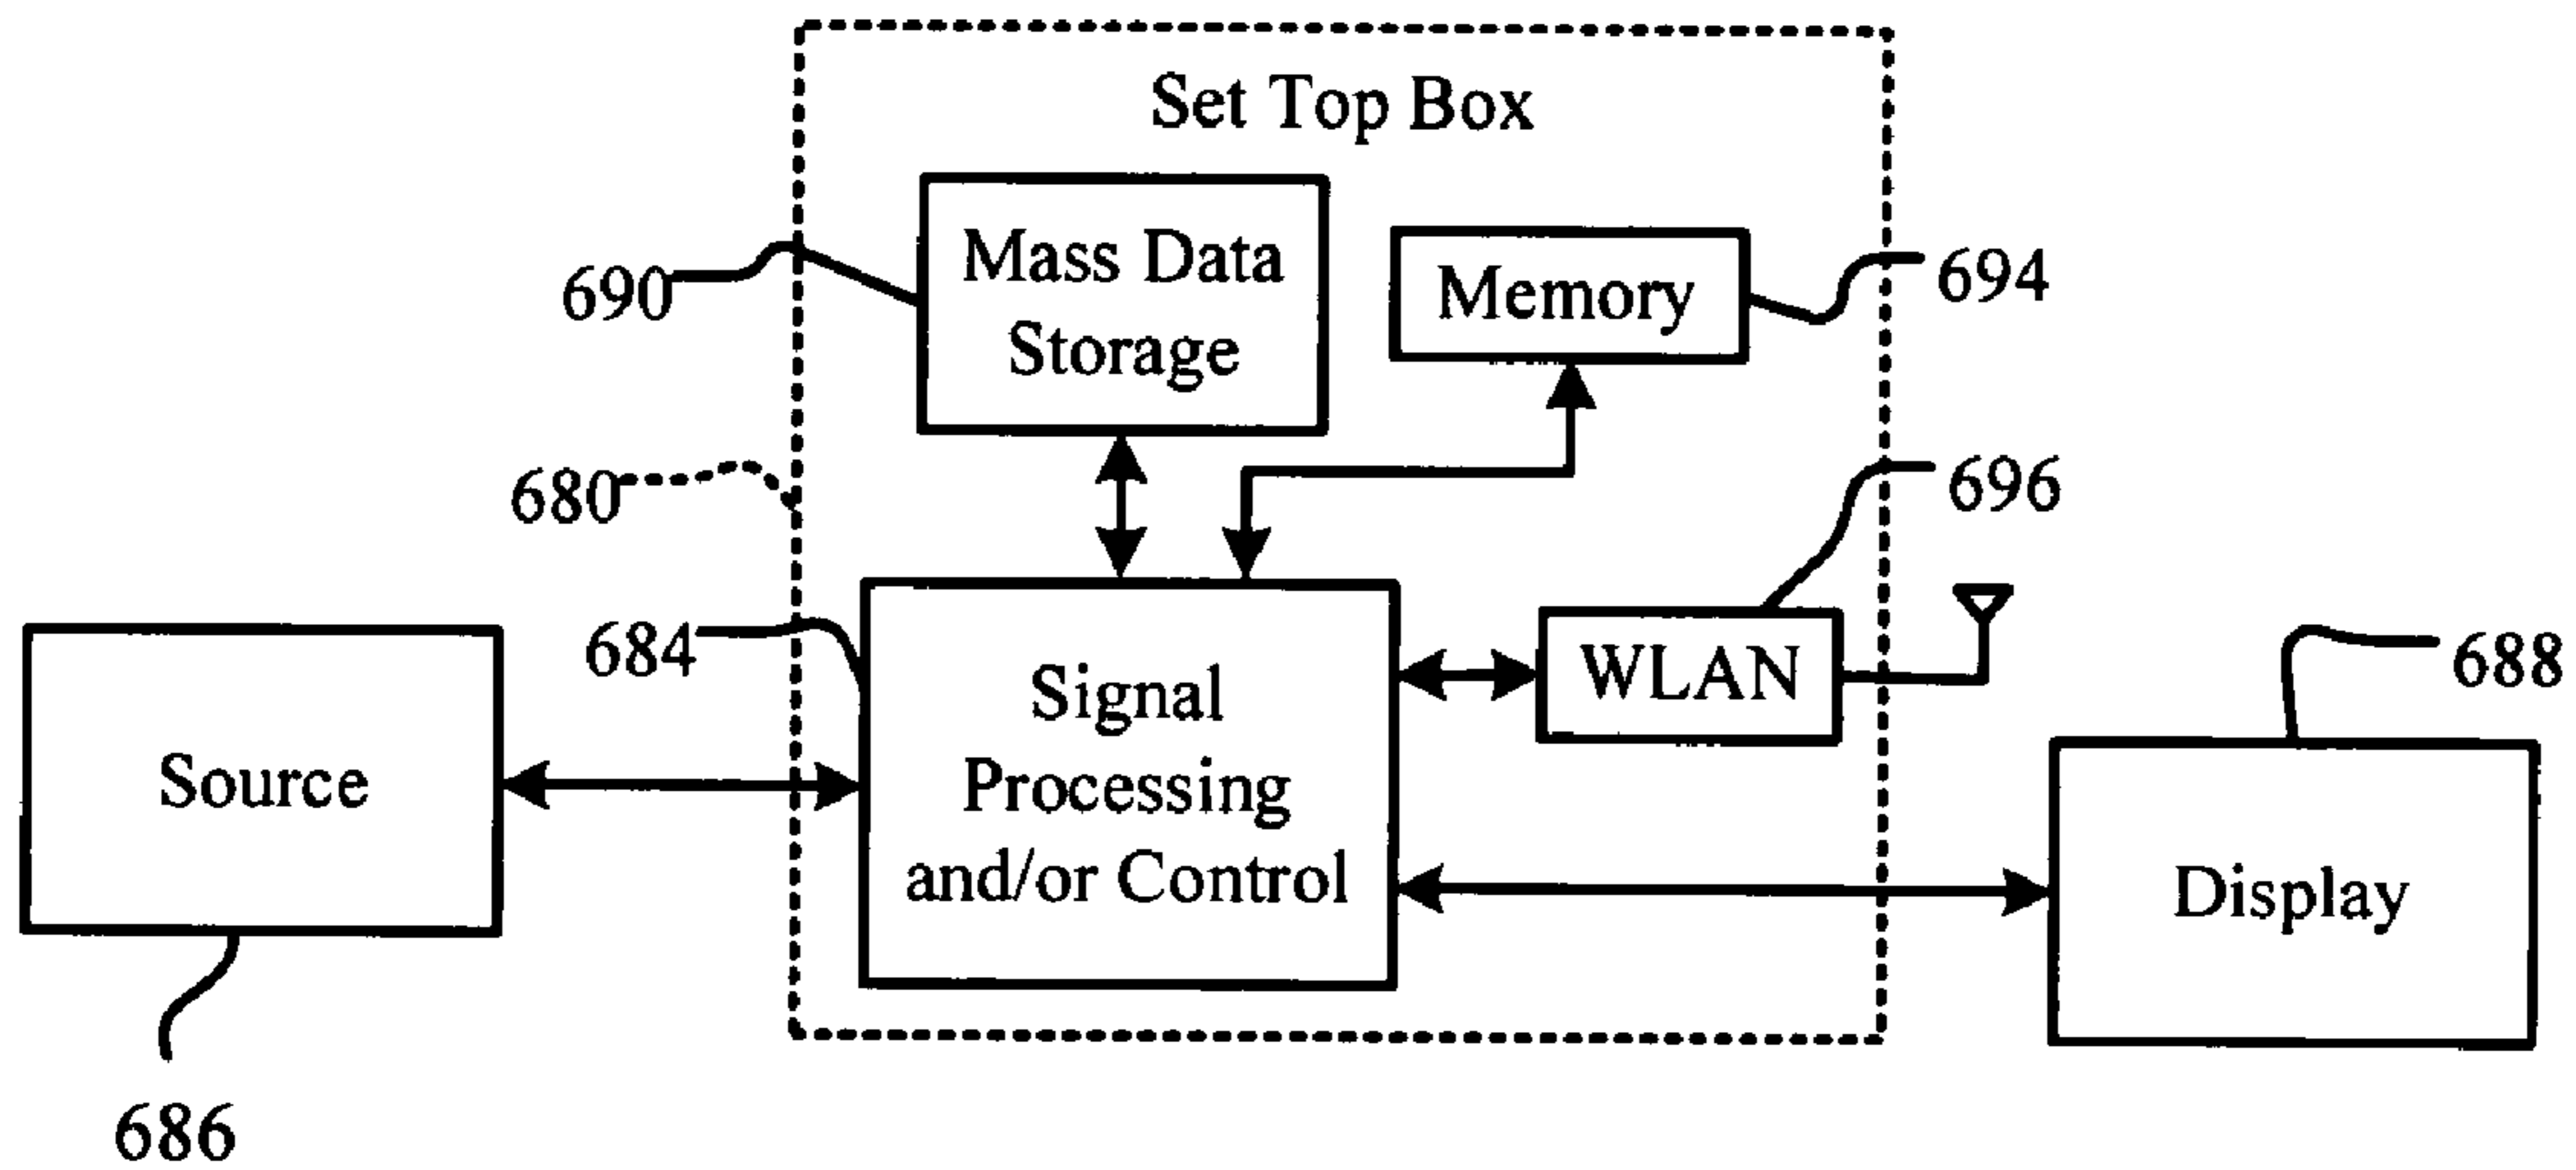 Set Top Box
Mass Data
Storage
690
Memory
694
680
696
684
Signal
Processing
and/or Control
WLAN
688
Source
Display
686